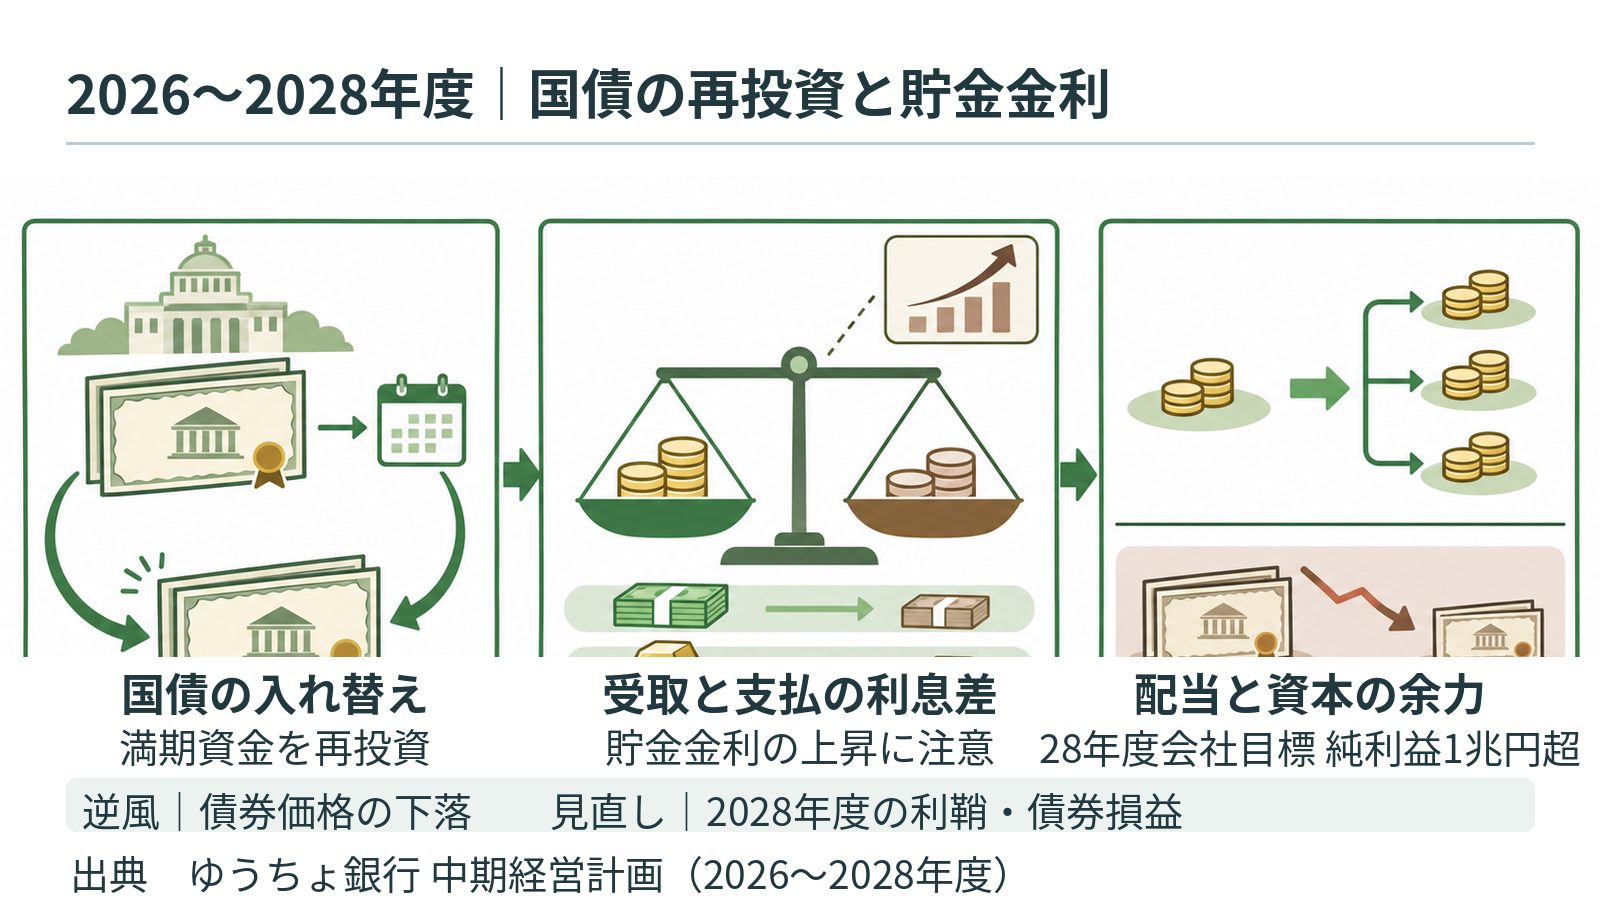 2026～2028年度｜国債の再投資と貯金金利
国債の入れ替え
満期資金を再投資
受取と支払の利息差
貯金金利の上昇に注意
配当と資本の余力
28年度会社目標 純利益1兆円超
逆風｜債券価格の下落　　見直し｜2028年度の利鞘・債券損益
出典　ゆうちょ銀行 中期経営計画（2026～2028年度）